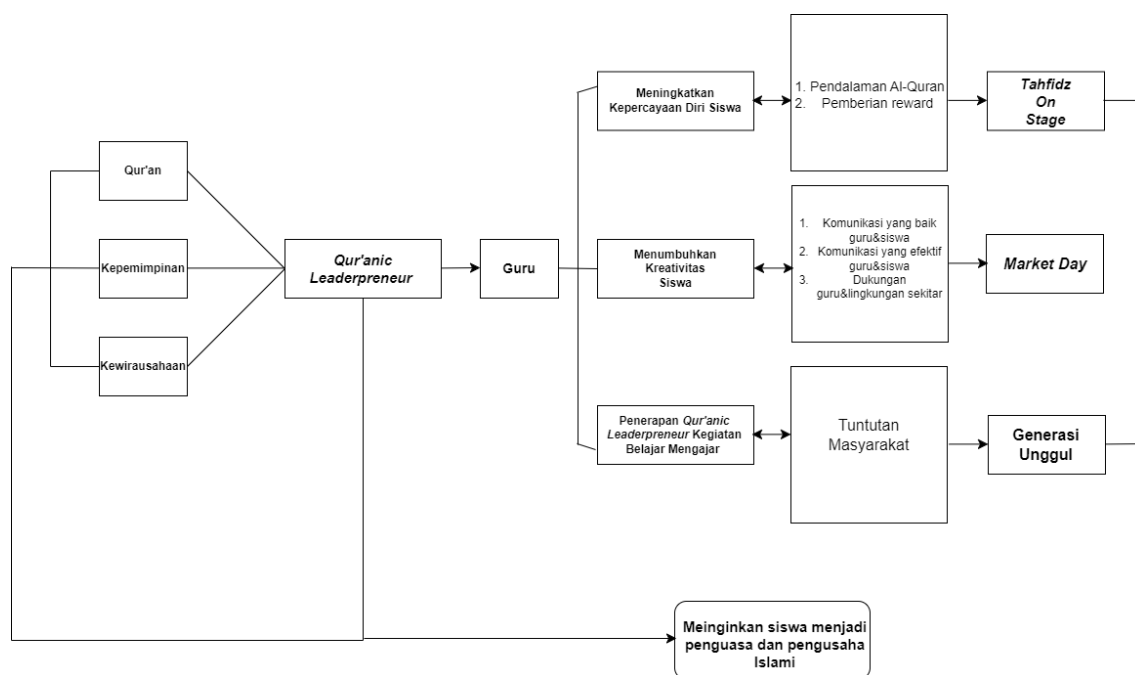 Qur'an
Kepemimpinan
Kewirausahaan
Qur'anic
Leaderpreneur
Guru
Meningkatkan
Kepercayaan Diri Siswa
1. Pendalaman Al-Quran
2. Pemberian reward
Tahfidz
On
Stage
Menumbuhkan
Kreativitas
Siswa
1. Komunikasi yang baik
guru&siswa
2. Komunikasi yang efektif
guru&siswa
3. Dukungan
guru&lingkungan sekitar
Market Day
Penerapan Qur'anic
Leaderpreneur Kegiatan
Belajar Mengajar
Tuntutan
Masyarakat
Generasi
Unggul
Meinginkan siswa menjadi
penguasa dan pengusaha
Islami